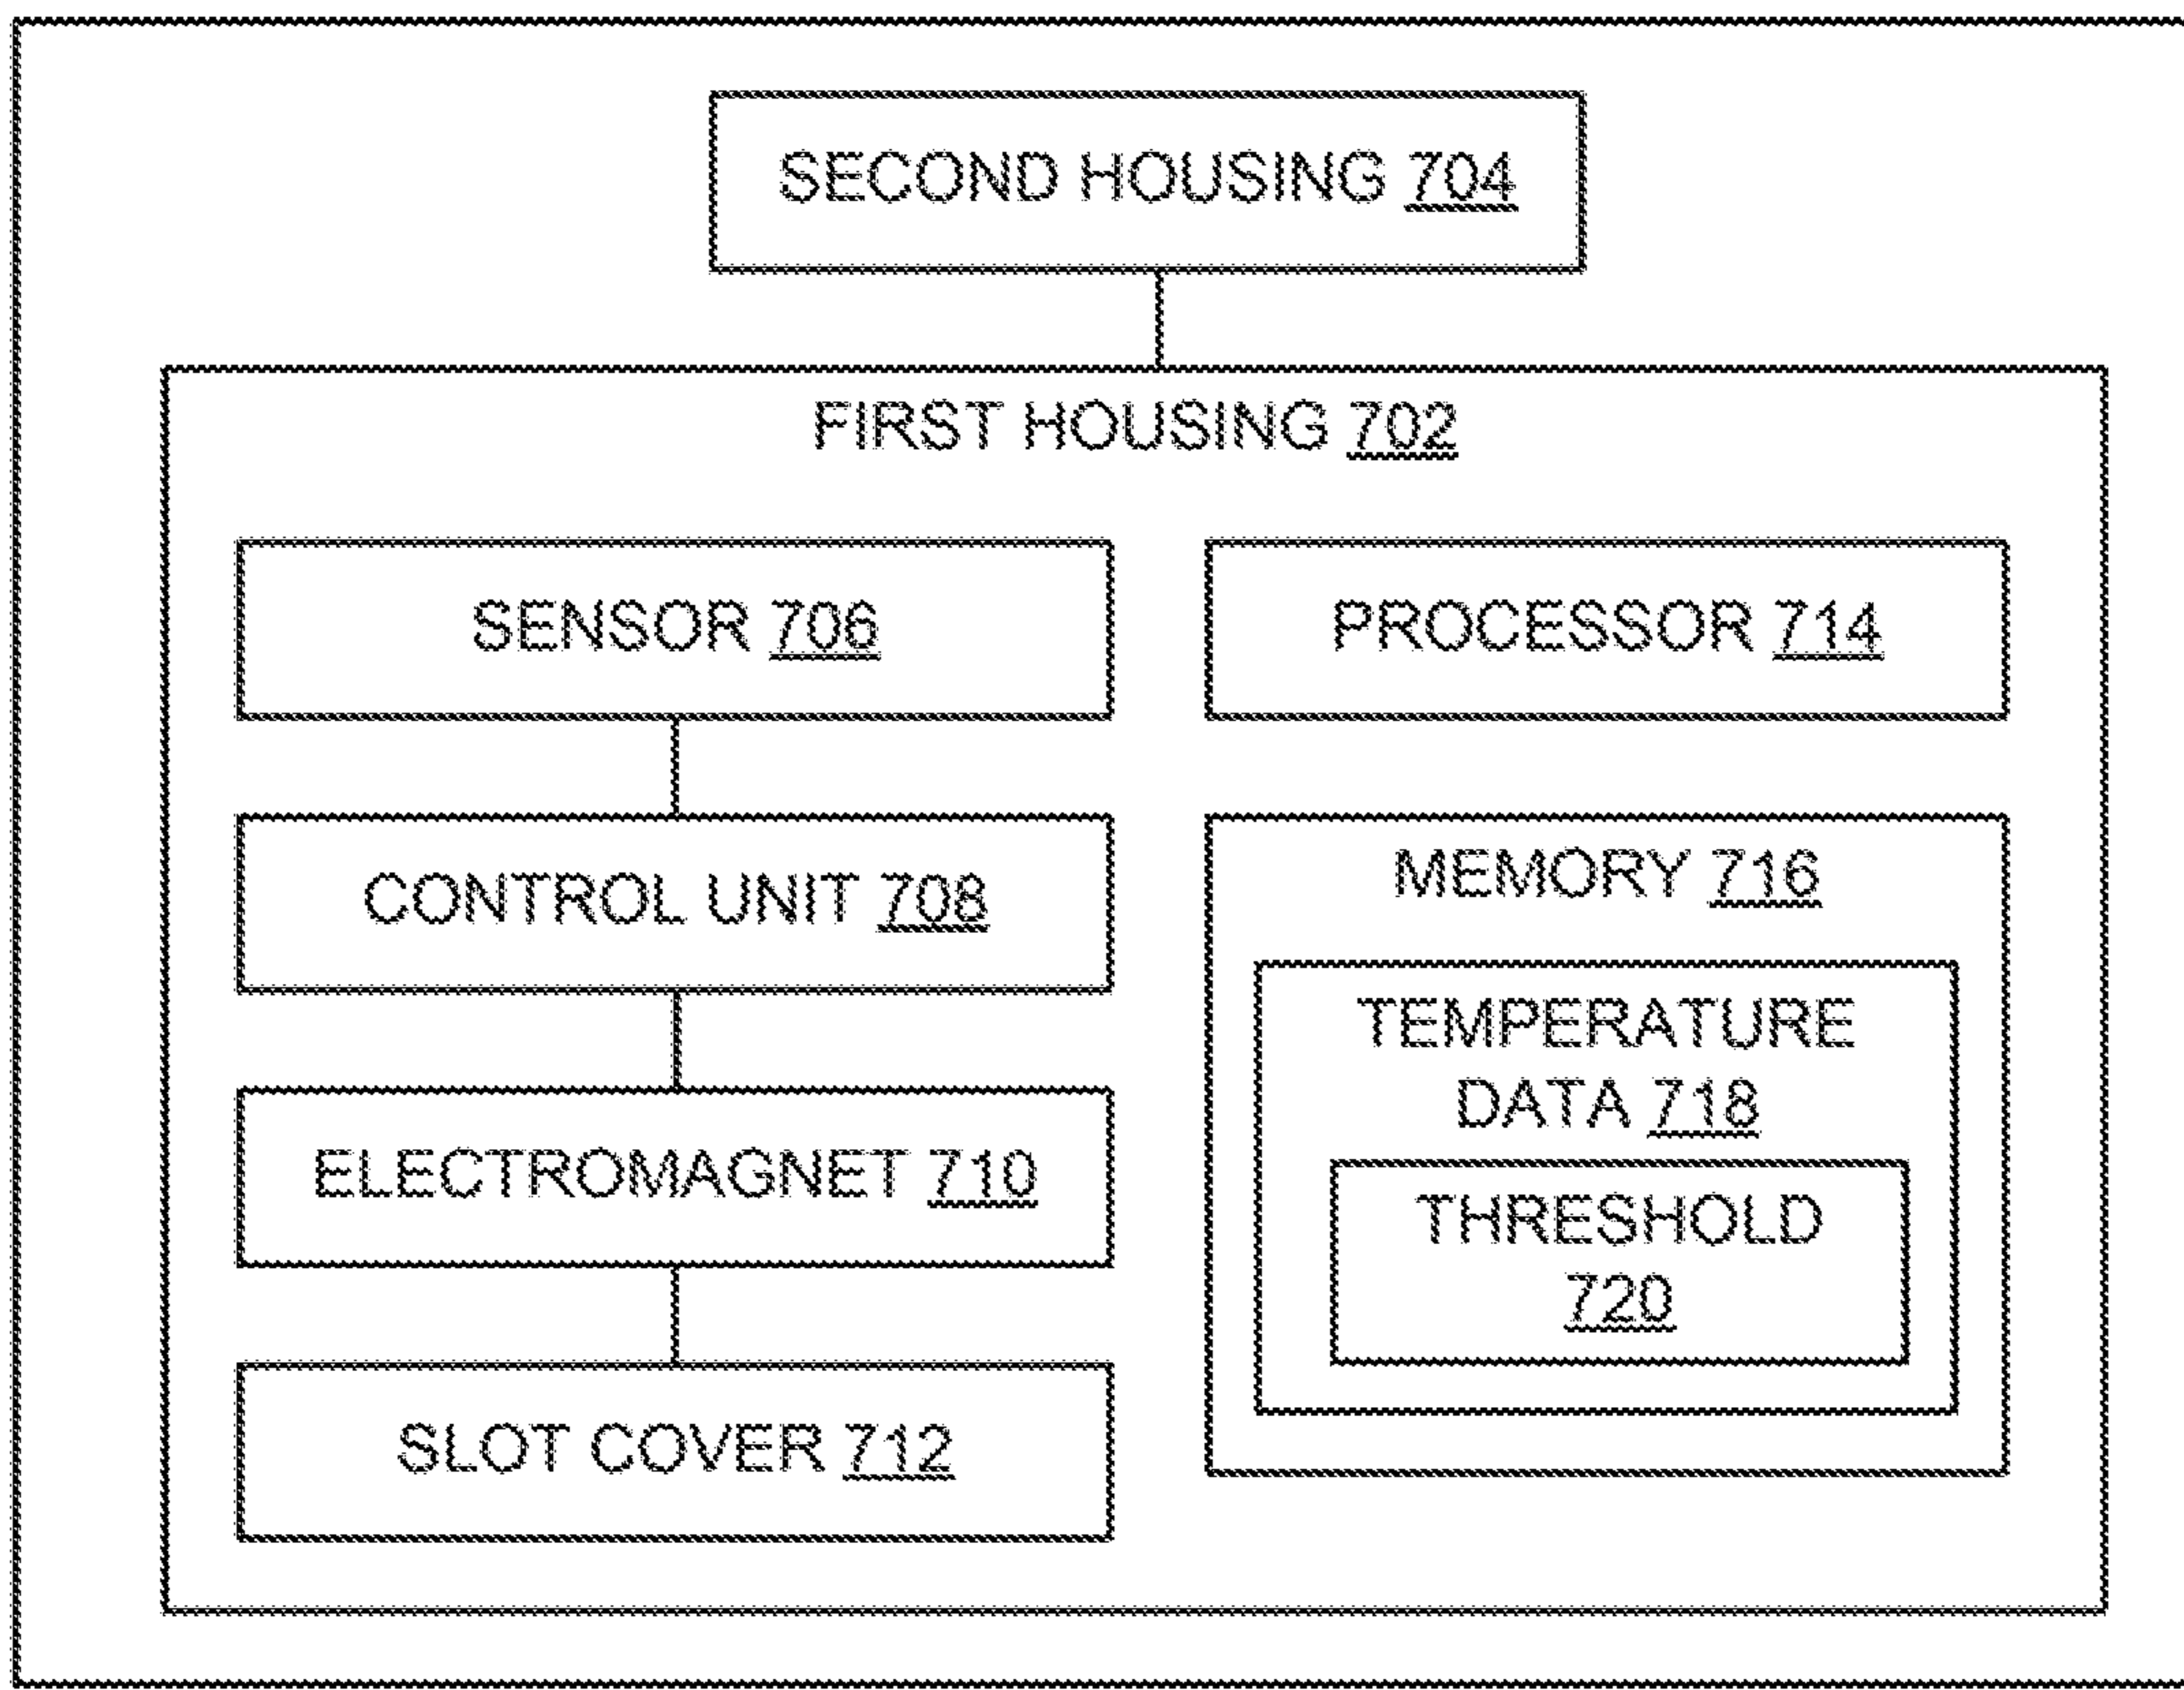 SECOND HOUSING 704
FIRST HOUSING 702
SENSOR 706
CONTROL UNIT 708
ELECTROMAGNET 710
SLOT COVER 712
PROCESSOR 714
MEMORY 716
TEMPERATURE
DATA 718
THRESHOLD
720